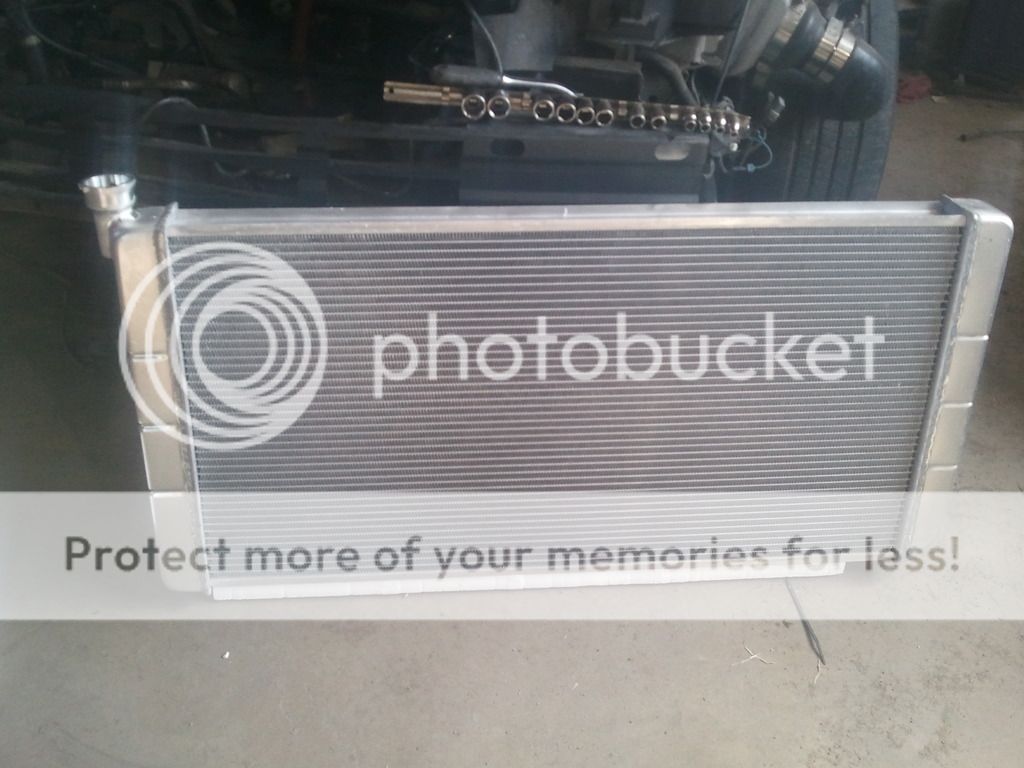 photobucket
Protect more of your memories for less!